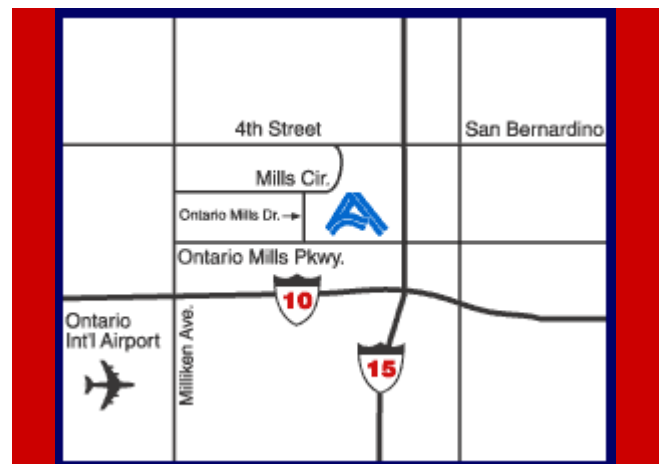 4th Street
San Bernardino
Mills Cir.
Ontario Mills Dr.
Ontario Mills Pkwy.
10
Ontario
Int'l Airport
Milliken Ave.
15